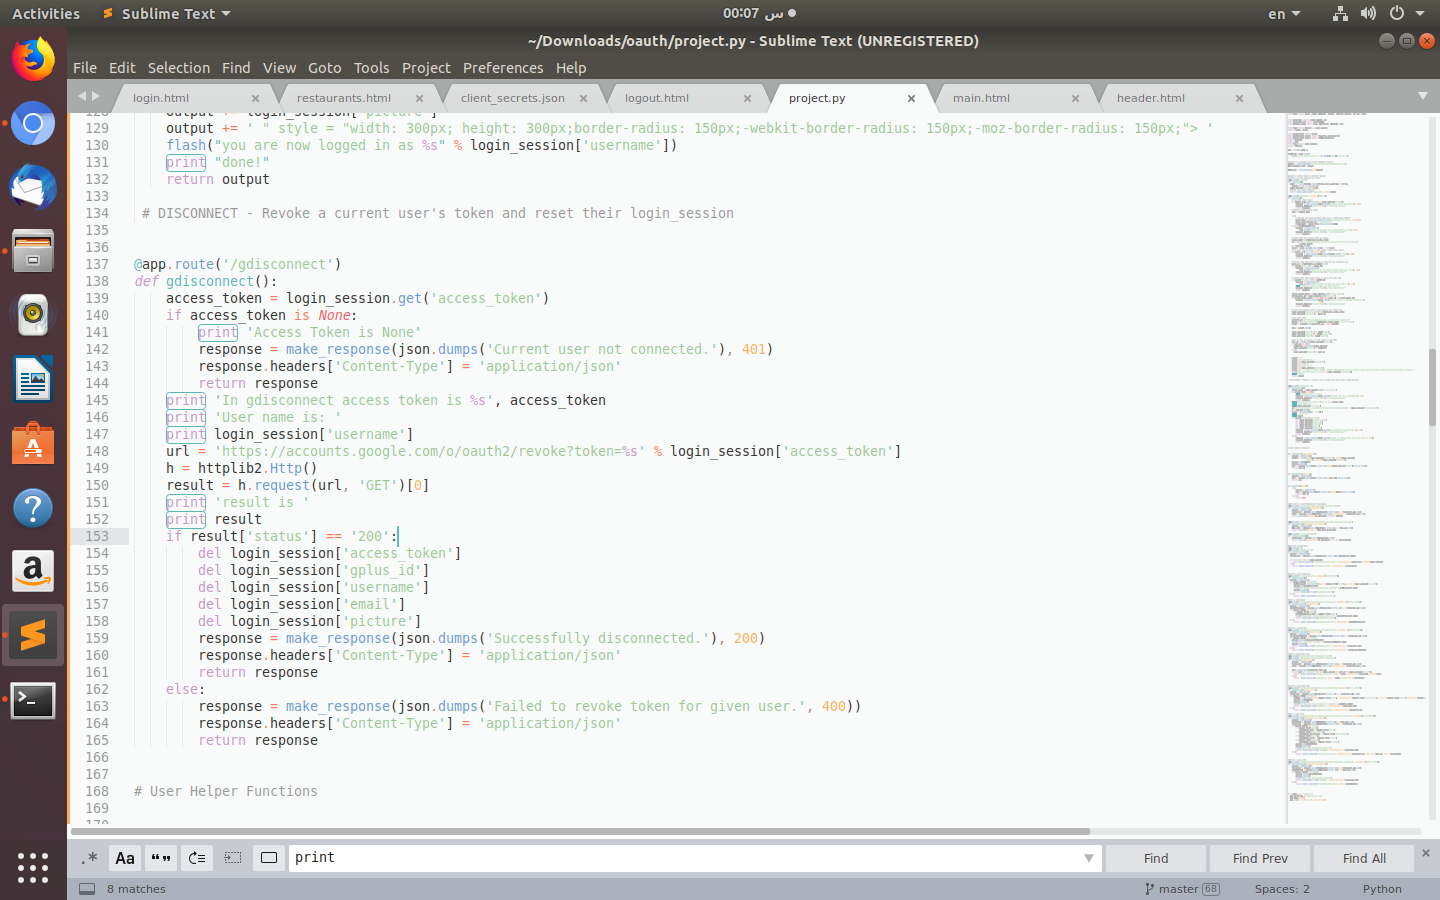 Activities Sublime Text 00:07 س en
~/Downloads/oauth/project.py - Sublime Text (UNREGISTERED)
File Edit Selection Find View Goto Tools Project Preferences Help
login.html restaurants.html client_secrets.json logout.html project.py main.html header.html
129 output += ' " style = "width: 300px; height: 300px;border-radius: 150px;-webkit-border-radius: 150px;-moz-border-radius: 150px;"> '
130 flash("you are now logged in as %s" % login_session['username'])
131 print "done!"
132 return output
133
134 # DISCONNECT - Revoke a current user's token and reset their login_session
135
136
137 @app.route('/gdisconnect')
138 def gdisconnect():
139 access_token = login_session.get('access_token')
140 if access_token is None:
141 print 'Access Token is None'
142 response = make_response(json.dumps('Current user not connected.'), 401)
143 response.headers['Content-Type'] = 'application/json'
144 return response
145 print 'In gdisconnect access token is %s', access_token
146 print 'User name is: '
147 print login_session['username']
148 url = 'https://accounts.google.com/o/oauth2/revoke?token=%s' % login_session['access_token']
149 h = httplib2.Http()
150 result = h.request(url, 'GET')[0]
151 print 'result is '
152 print result
153 if result['status'] == '200':
154 del login_session['access_token']
155 del login_session['gplus_id']
156 del login_session['username']
157 del login_session['email']
158 del login_session['picture']
159 response = make_response(json.dumps('Successfully disconnected.'), 200)
160 response.headers['Content-Type'] = 'application/json'
161 return response
162 else:
163 response = make_response(json.dumps('Failed to revoke token for given user.', 400))
164 response.headers['Content-Type'] = 'application/json'
165 return response
166
167
168 # User Helper Functions
169
.* Aa “” print Find Find Prev Find All
8 matches master 68 Spaces: 2 Python